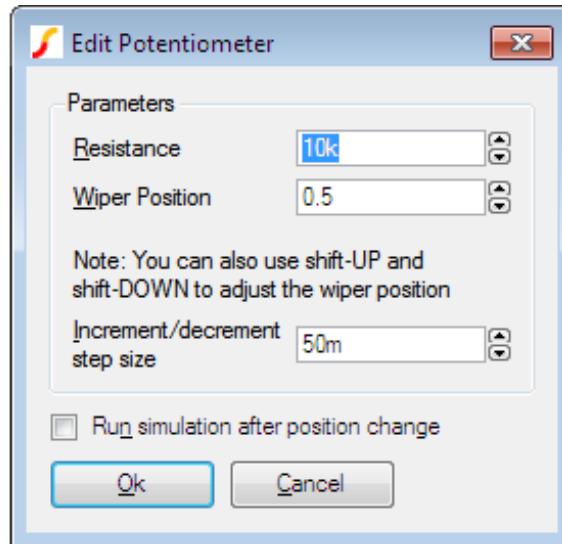 Edit Potentiometer
Parameters
Resistance 10k
Wiper Position 0.5
Note: You can also use shift-UP and
shift-DOWN to adjust the wiper position
Increment/decrement
step size 50m
Run simulation after position change
Ok Cancel